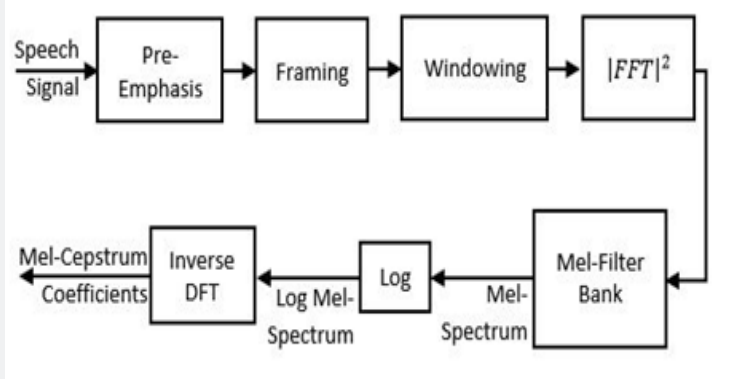 Speech
Signal
Pre-
Emphasis
Framing
Windowing
|FFT|²
Mel-Filter
Bank
Mel-
Spectrum
Log
Log Mel-
Spectrum
Inverse
DFT
Mel-Cepstrum
Coefficients